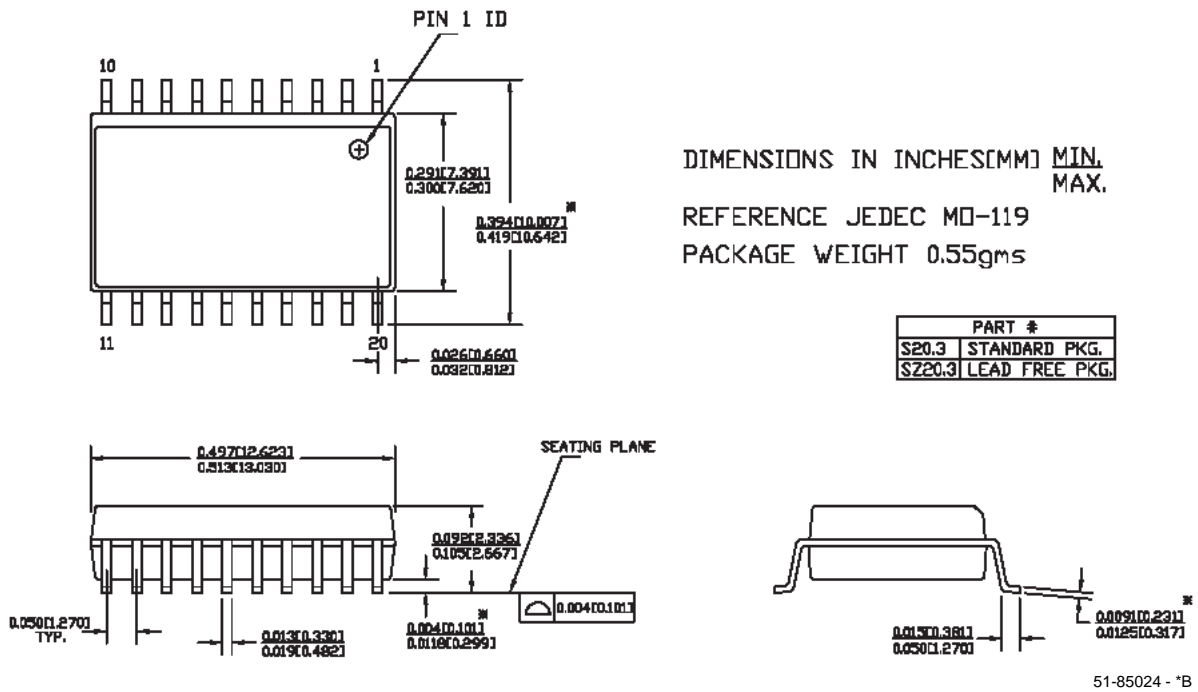 PIN 1 ID
10
1
0.291[7.391]
0.300[7.620]
*
0.394[10.007]
0.419[10.642]
11
20
0.026[0.660]
0.032[0.812]
DIMENSIONS IN INCHES[MM] MIN.
MAX.
REFERENCE JEDEC MO-119
PACKAGE WEIGHT 0.55gms
PART #
S20.3 STANDARD PKG.
SZ20.3 LEAD FREE PKG.
0.497[12.623]
0.513[13.030]
SEATING PLANE
0.092[2.336]
0.105[2.667]
0.004[0.101]
0.050[1.270]
TYP.
0.013[0.330]
0.019[0.482]
*
0.004[0.101]
0.0118[0.299]
0.015[0.381]
0.050[1.270]
*
0.0091[0.231]
0.0125[0.317]
51-85024 - *B